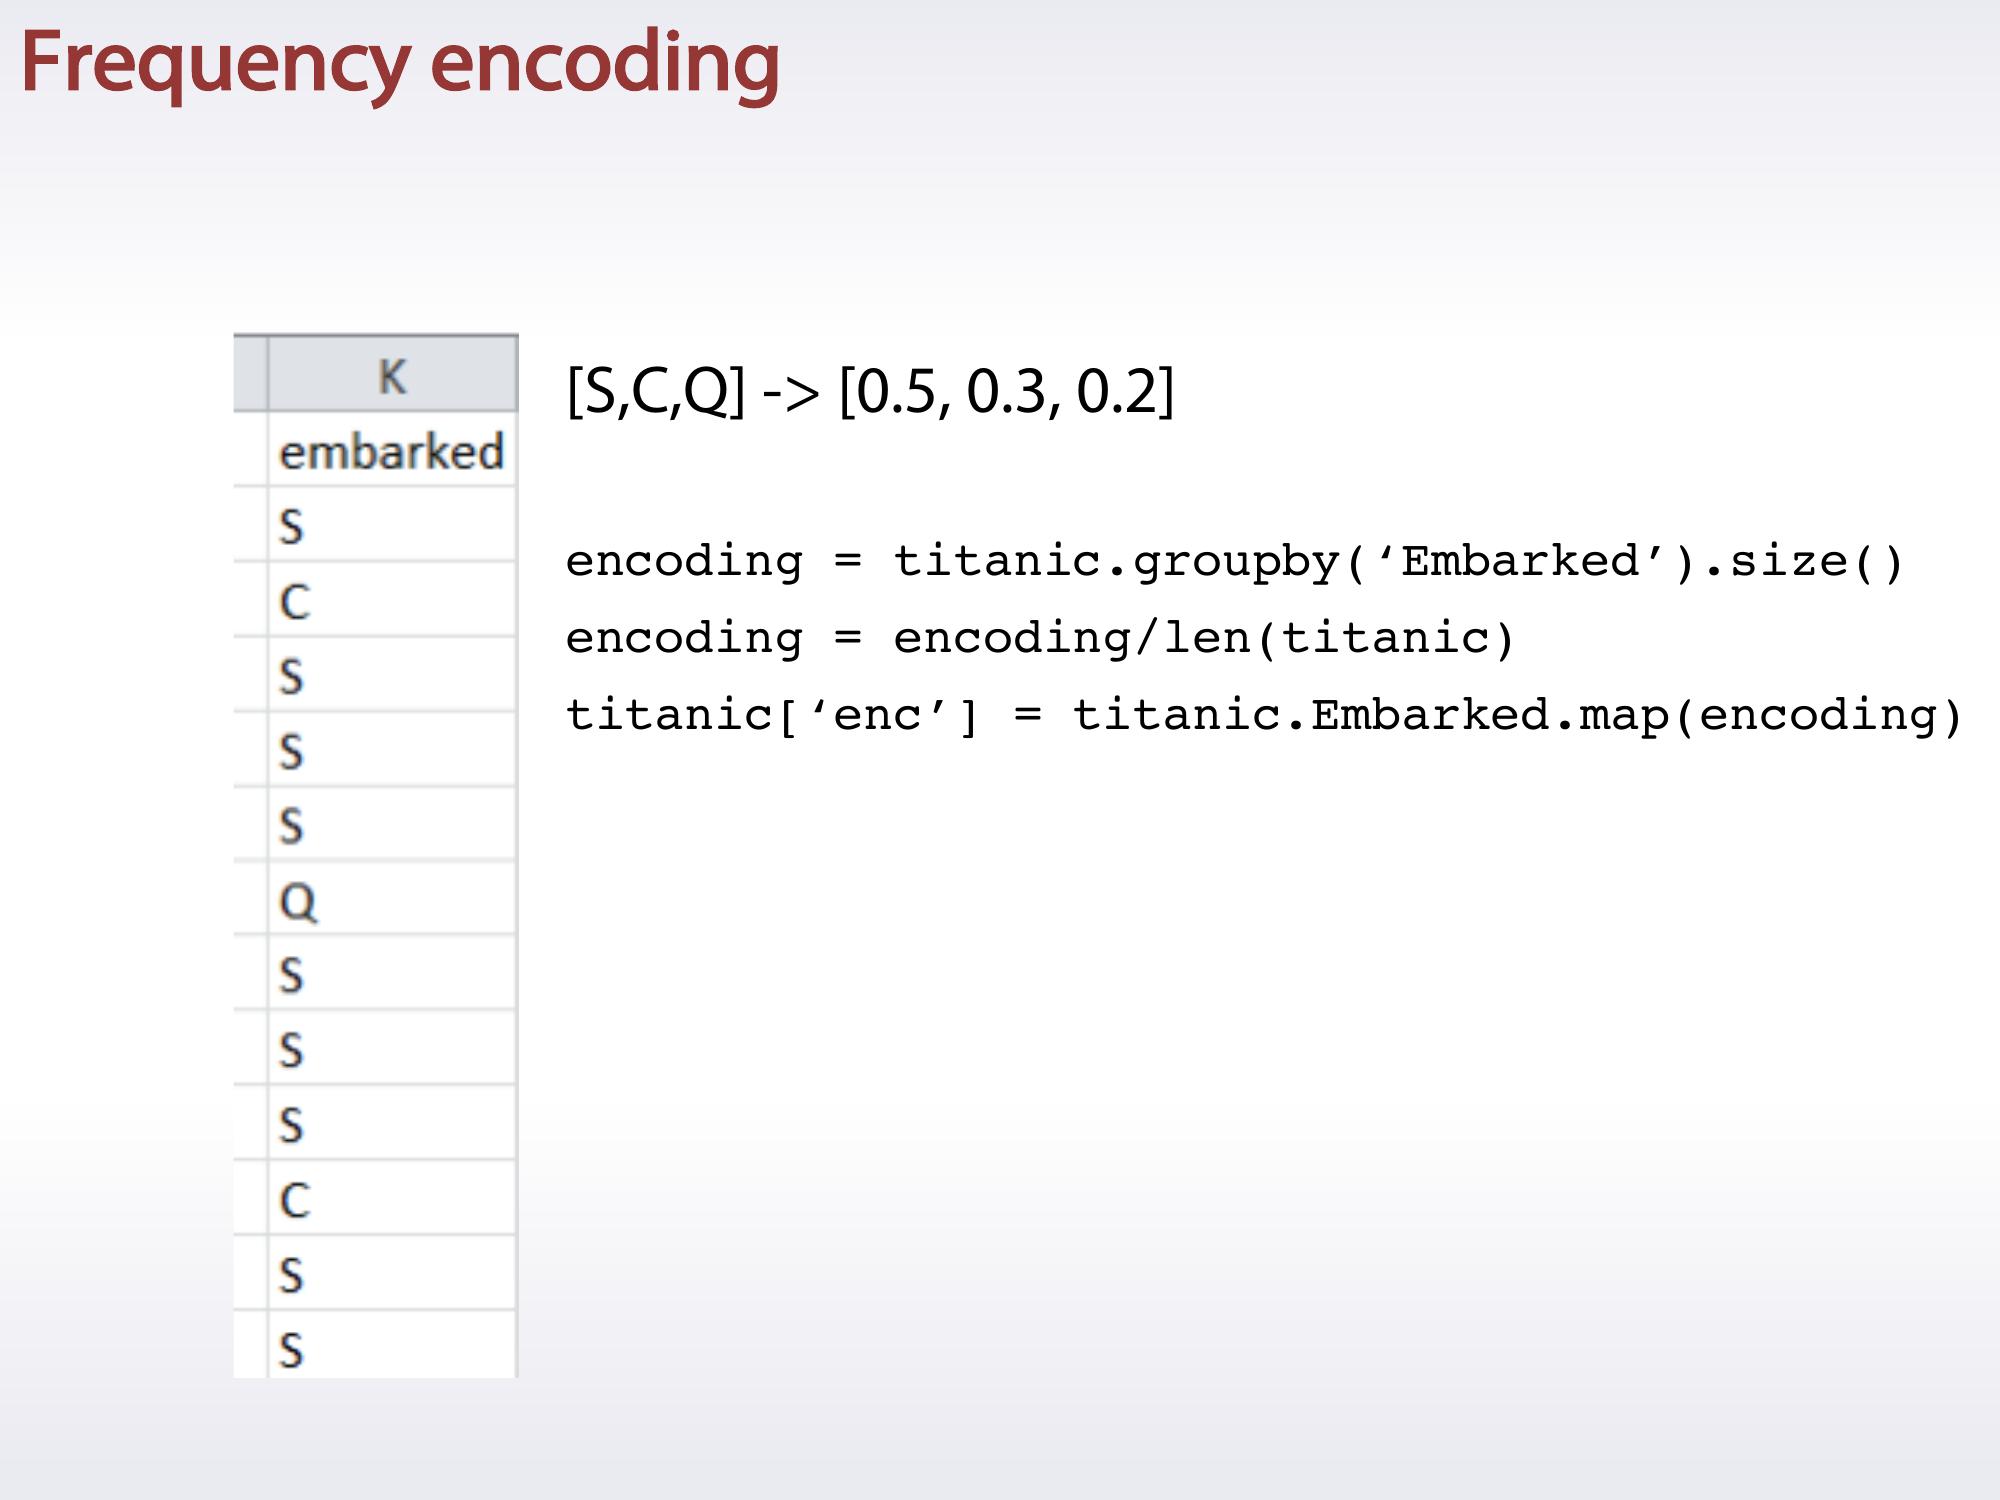 Frequency encoding
K
embarked
S
C
S
S
S
Q
S
S
S
C
S
S
[S,C,Q] -> [0.5, 0.3, 0.2]
encoding = titanic.groupby(‘Embarked’).size()
encoding = encoding/len(titanic)
titanic[‘enc’] = titanic.Embarked.map(encoding)